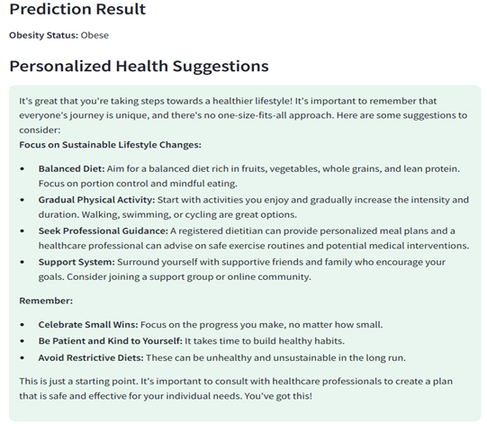 Prediction Result
Obesity Status: Obese
Personalized Health Suggestions
It's great that you're taking steps towards a healthier lifestyle! It's important to remember that
everyone's journey is unique, and there's no one-size-fits-all approach. Here are some suggestions to
consider:
Focus on Sustainable Lifestyle Changes:
• Balanced Diet: Aim for a balanced diet rich in fruits, vegetables, whole grains, and lean protein.
Focus on portion control and mindful eating.
• Gradual Physical Activity: Start with activities you enjoy and gradually increase the intensity and
duration. Walking, swimming, or cycling are great options.
• Seek Professional Guidance: A registered dietitian can provide personalized meal plans and a
healthcare professional can advise on safe exercise routines and potential medical interventions.
• Support System: Surround yourself with supportive friends and family who encourage your
goals. Consider joining a support group or online community.
Remember:
• Celebrate Small Wins: Focus on the progress you make, no matter how small.
• Be Patient and Kind to Yourself: It takes time to build healthy habits.
• Avoid Restrictive Diets: These can be unhealthy and unsustainable in the long run.
This is just a starting point. It's important to consult with healthcare professionals to create a plan
that is safe and effective for your individual needs. You've got this!